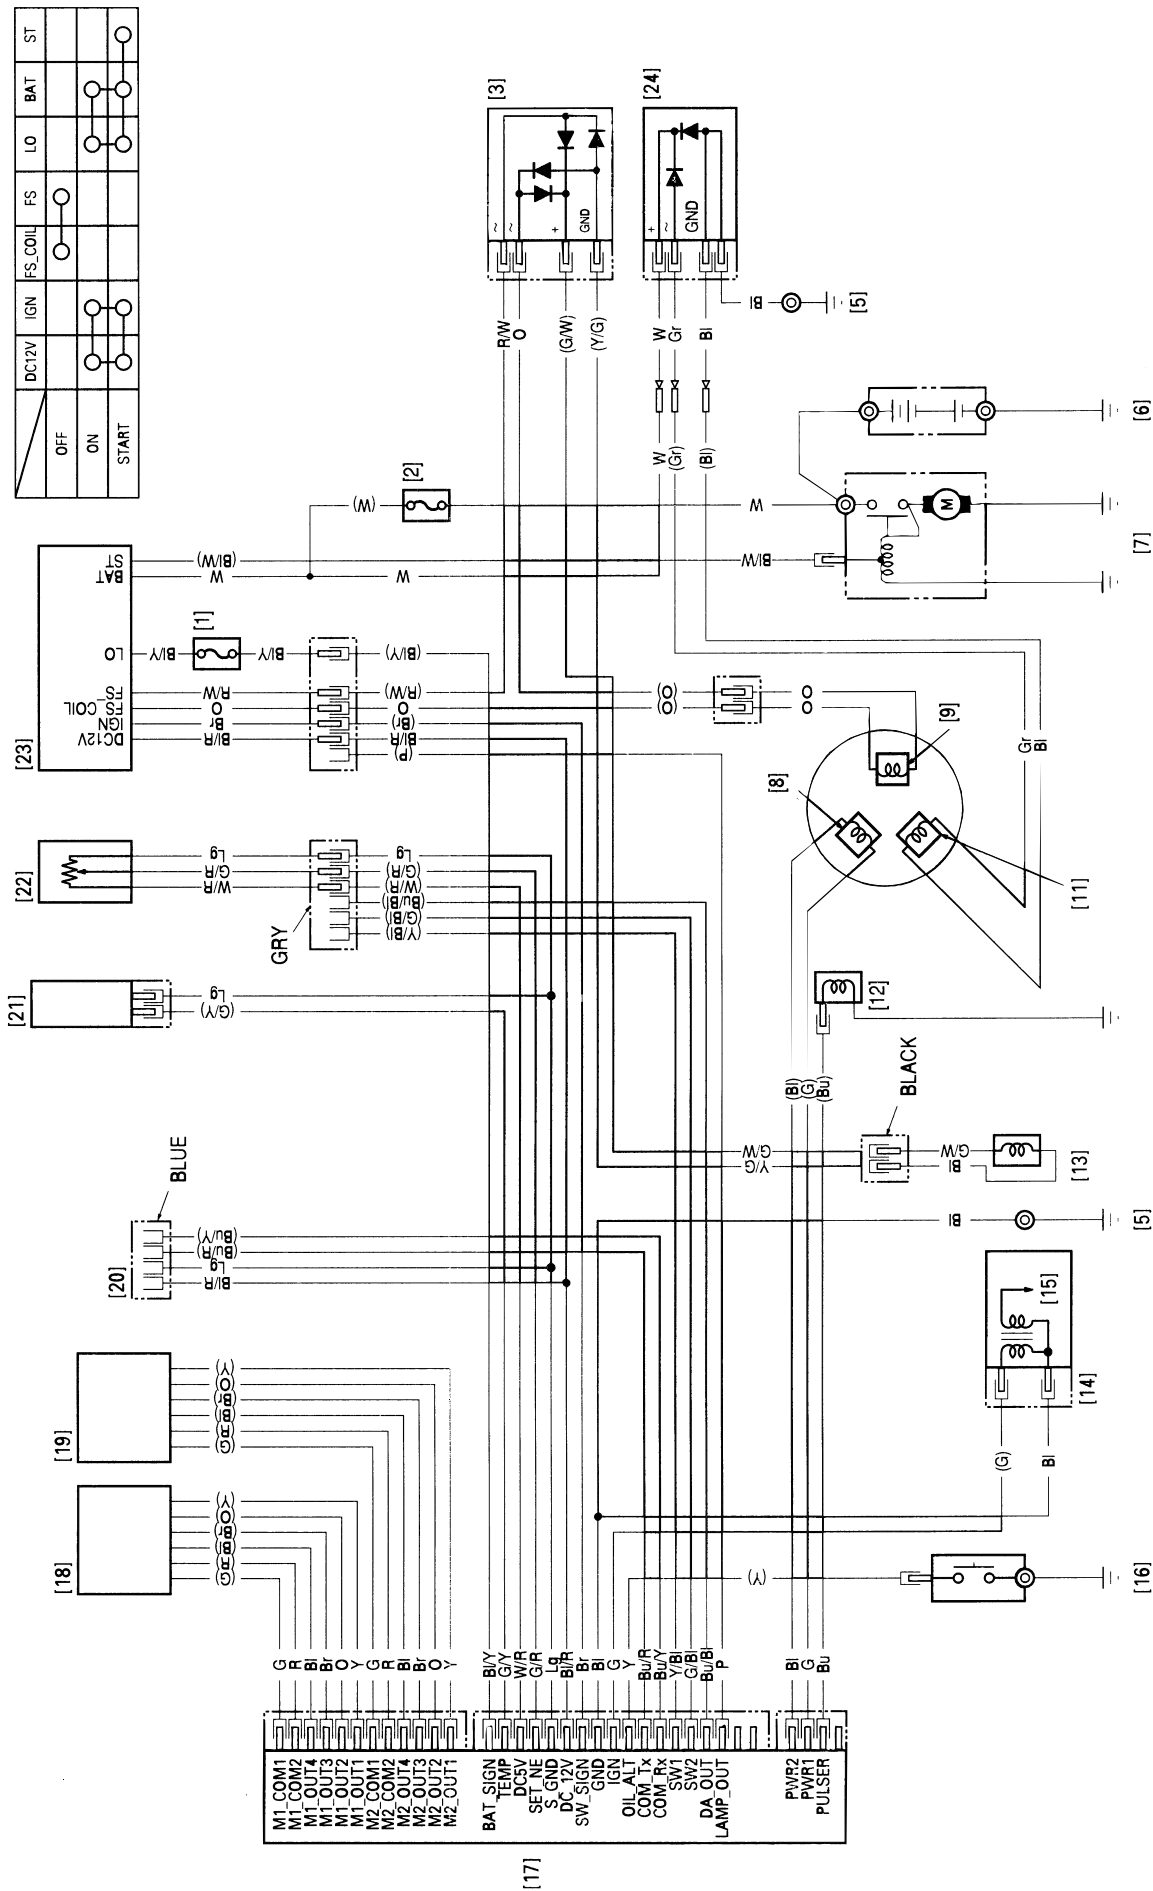 DC12V IGN FS_COIL FS LO BAT ST
OFF
ON
START
[3]
~
~
+
GND
R/W
O
(G/W)
(Y/G)
[24]
+
~
GND
W
Gr
Bl
Bl
[5]
W
(Gr)
(Bl)
[6]
[2]
(W)
W
[7]
Bl/W
[23]
ST
BAT
LO
FS_
FS_COIL
IGN
DC12V
(Bl/W)
W
W
Bl/Y
[1]
Bl/Y
(Bl/Y)
R/W
O
Br
Bl/R
(R/W)
O
(Br)
Bl/R
(P)
(O)
(O)
O
O
[9]
[8]
[11]
Gr
Bl
[22]
Lg
G/R
W/R
GRY
Lg
(G/R)
(W/R)
(Bu/Bl)
(G/Bl)
(Y/Bl)
[21]
Lg
(G/Y)
[12]
(Bl)
G
(Bu)
BLACK
BLUE
[20]
(Bu/Y)
(Bu/R)
Lg
Bl/R
G/W
Y/G
G/W
Bl
[13]
Bl
[5]
[19]
(Y)
(O)
(Br)
(Bl)
R
(G)
[18]
(Y)
(O)
(Br)
(Bl)
R
(G)
[15]
[14]
(G)
Bl
(Y)
[16]
G
R
Bl
Br
O
Y
G
R
Bl
Br
O
Y
Bl/Y
G/Y
W/R
G/R
Lg
Bl/R
Br
Bl
G
Y
Bu/R
Bu/Y
Y/Bl
G/Bl
Bu/Bl
P
Bl
G
Bu
M1_COM1
M1_COM2
M1_OUT4
M1_OUT3
M1_OUT2
M1_OUT1
M2_COM1
M2_COM2
M2_OUT4
M2_OUT3
M2_OUT2
M2_OUT1
BAT_SIGN
TEMP
DC5V
SET_NE
S_GND
DC_12V
SW_SIGN
GND
IGN
OIL_ALT
COM_Tx
COM_Rx
SW1
SW2
DA_OUT
LAMP_OUT
PWR2
PWR1
PULSER
[17]
M